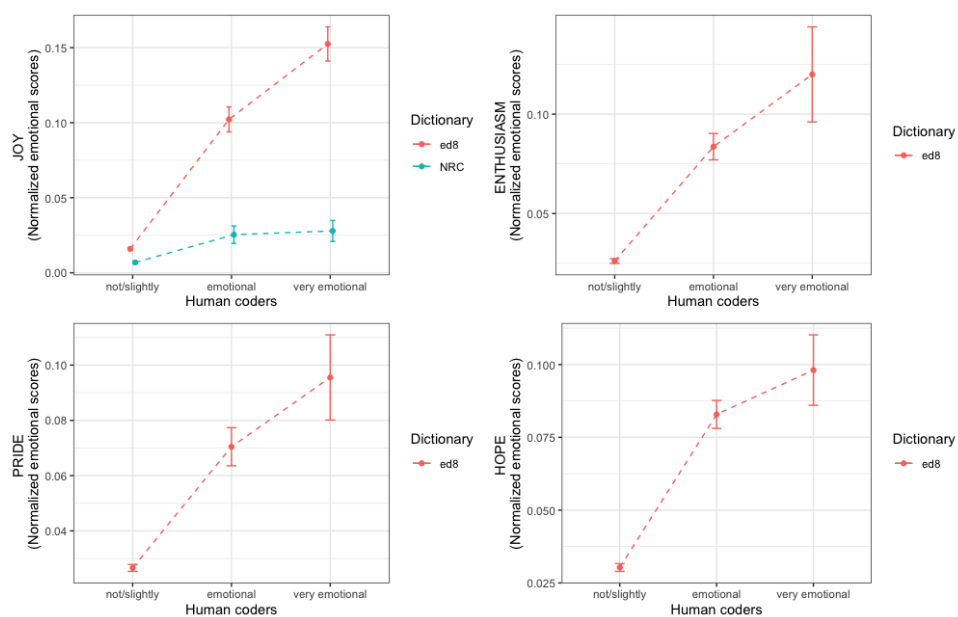 JOY
(Normalized emotional scores)
0.15
0.10
0.05
0.00
not/slightly
emotional
very emotional
Human coders
Dictionary
ed8
NRC
ENTHUSIASM
(Normalized emotional scores)
0.10
0.05
not/slightly
emotional
very emotional
Human coders
Dictionary
ed8
PRIDE
(Normalized emotional scores)
0.10
0.08
0.06
0.04
not/slightly
emotional
very emotional
Human coders
Dictionary
ed8
HOPE
(Normalized emotional scores)
0.100
0.075
0.050
0.025
not/slightly
emotional
very emotional
Human coders
Dictionary
ed8